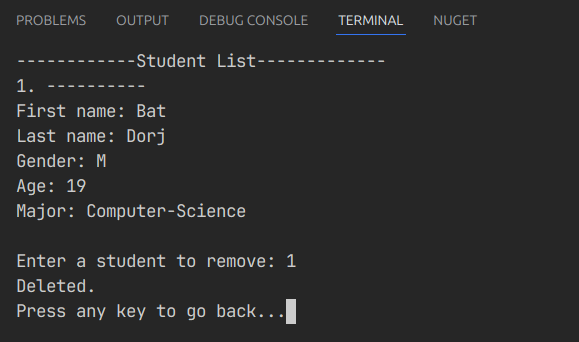 PROBLEMS OUTPUT DEBUG CONSOLE TERMINAL NUGET
------------Student List-------------
1. ----------
First name: Bat
Last name: Dorj
Gender: M
Age: 19
Major: Computer-Science
Enter a student to remove: 1
Deleted.
Press any key to go back...